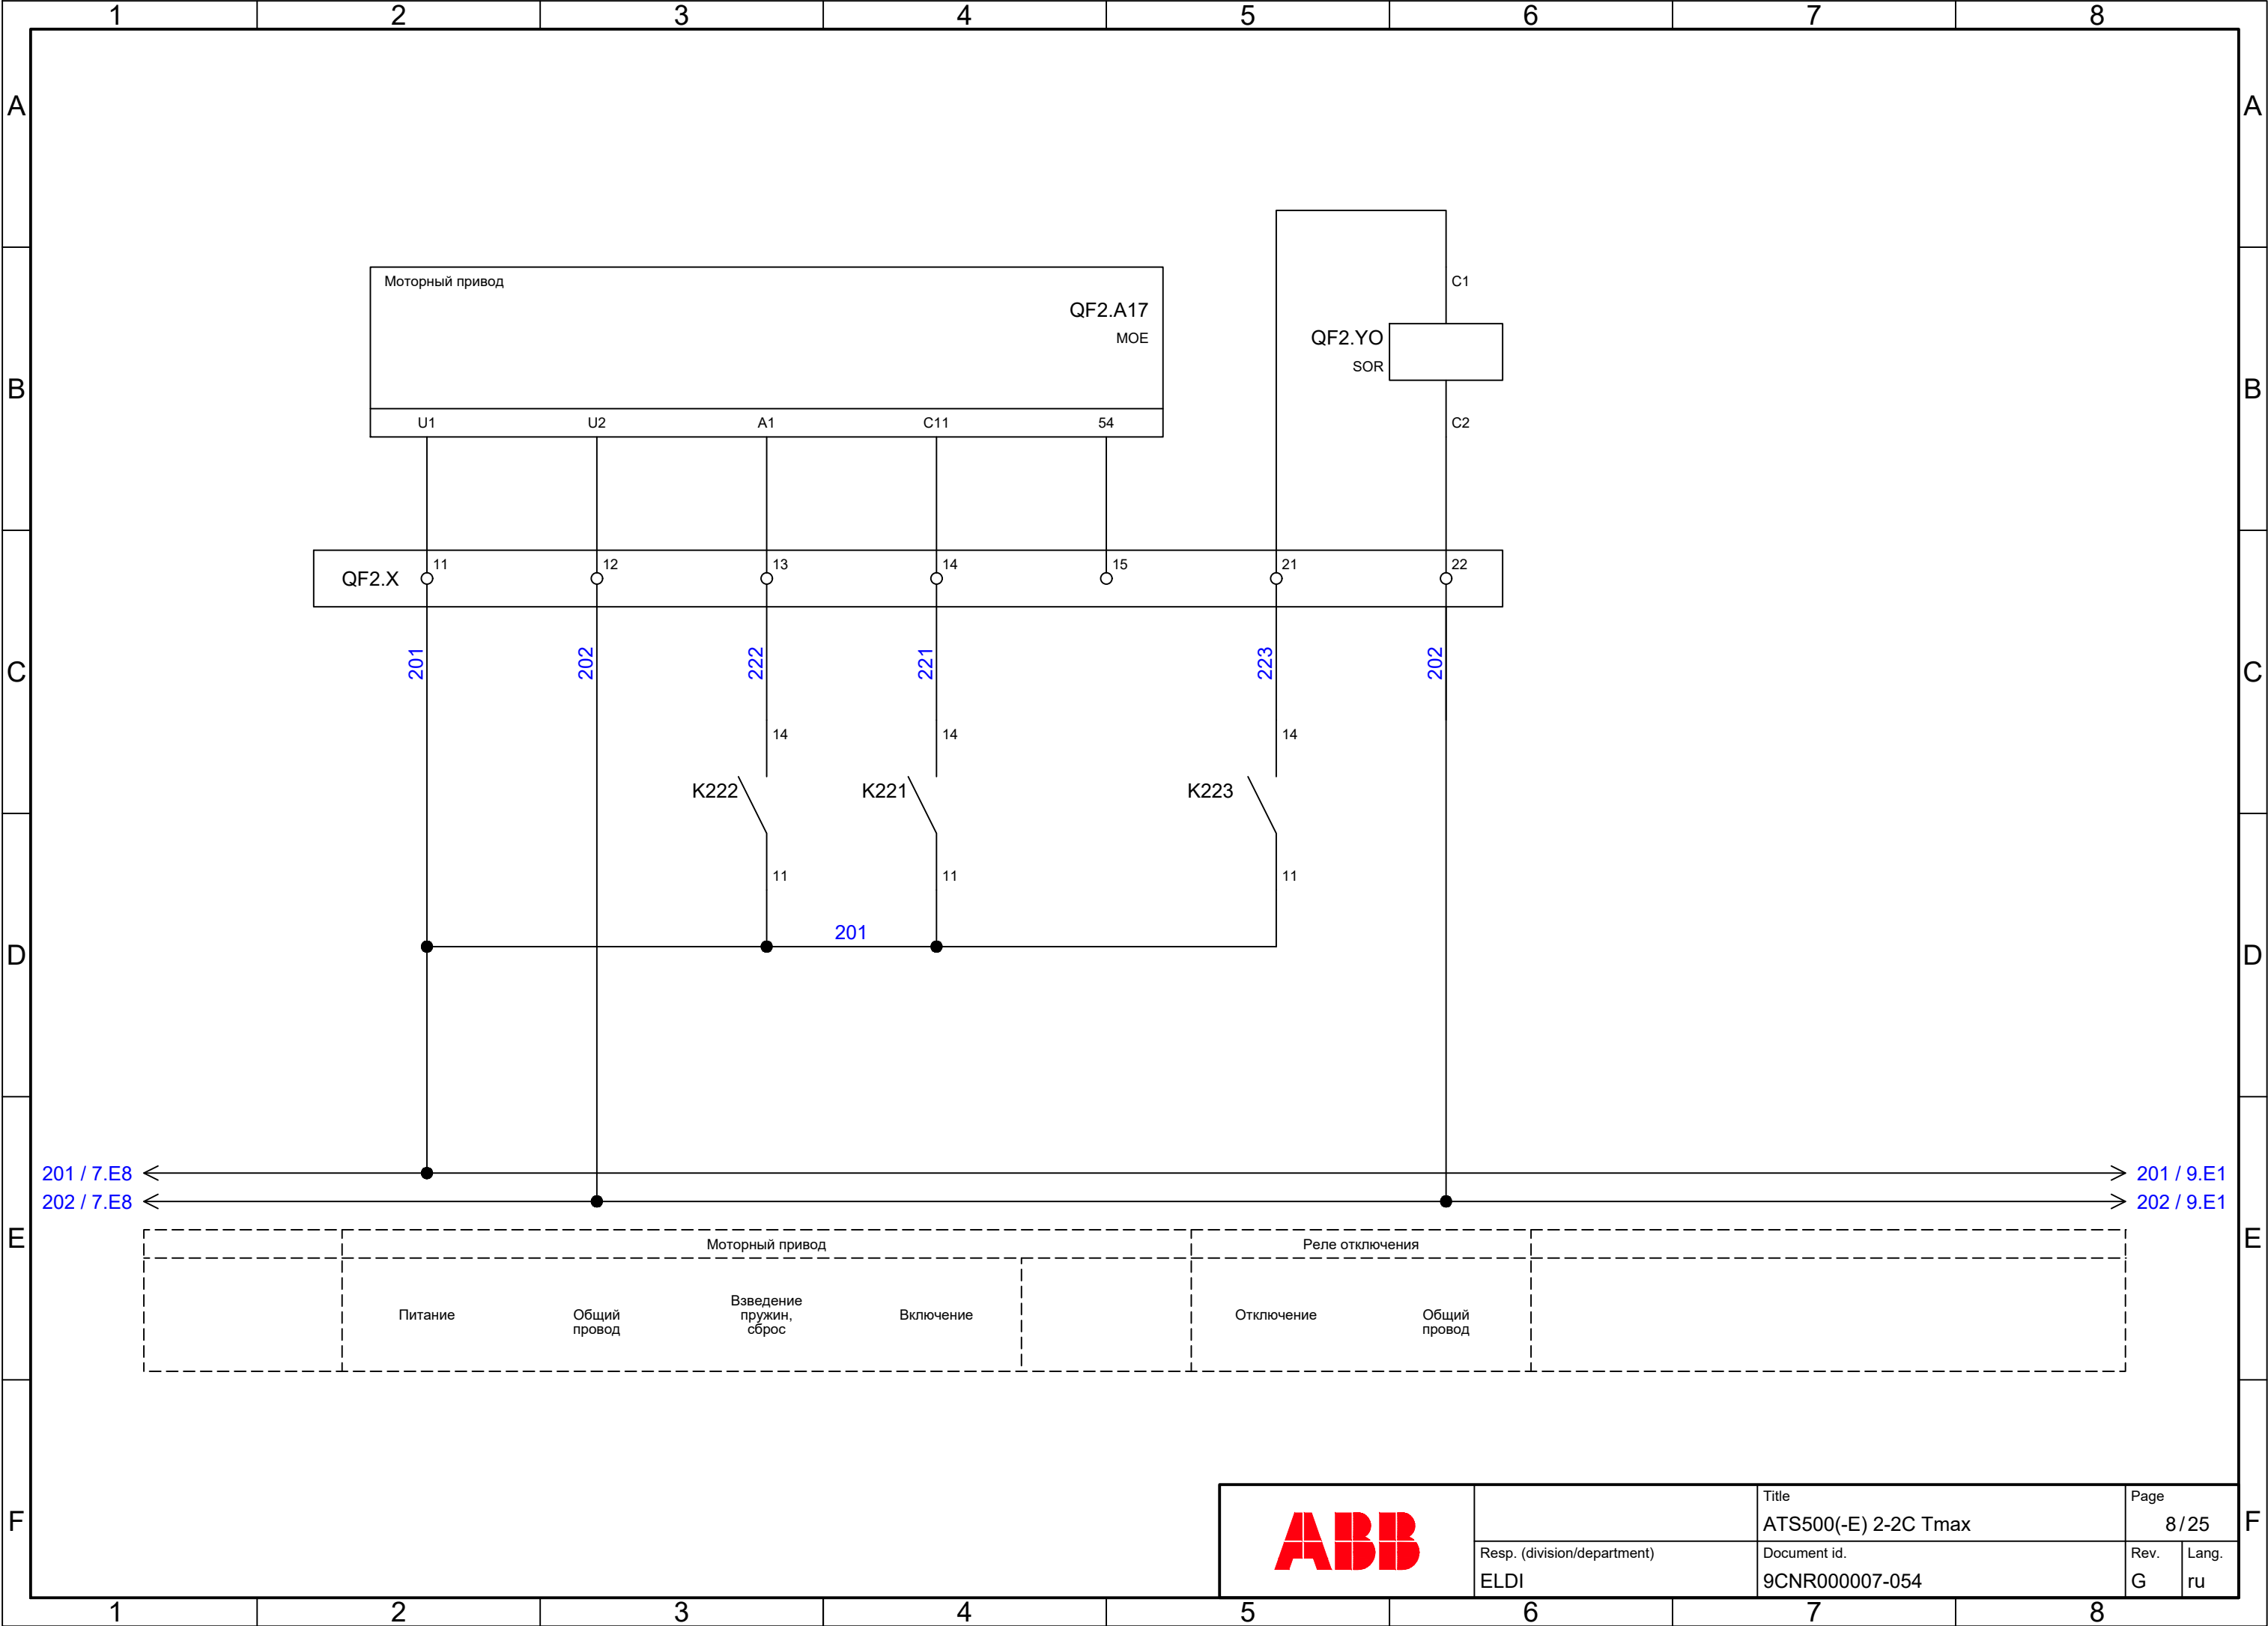 1 2 3 4 5 6 7 8
A A
Моторный привод
QF2.A17
MOE
C1
QF2.YO
SOR
B B
U1 U2 A1 C11 54
C2
QF2.X 11 12 13 14 15 21 22
201 202 222 221 223 202
C C
14 14 14
K222 K221 K223
11 11 11
201
D D
201 / 7.E8 201 / 9.E1
202 / 7.E8 202 / 9.E1
E E
Моторный привод Реле отключения
Питание
Общий
провод
Взведение
пружин,
сброс
Включение
Отключение
Общий
провод
F F
ABB
Title
ATS500(-E) 2-2C Tmax
Page
8/25
Resp. (division/department)
ELDI
Document id.
9CNR000007-054
Rev.
G
Lang.
ru
1 2 3 4 5 6 7 8